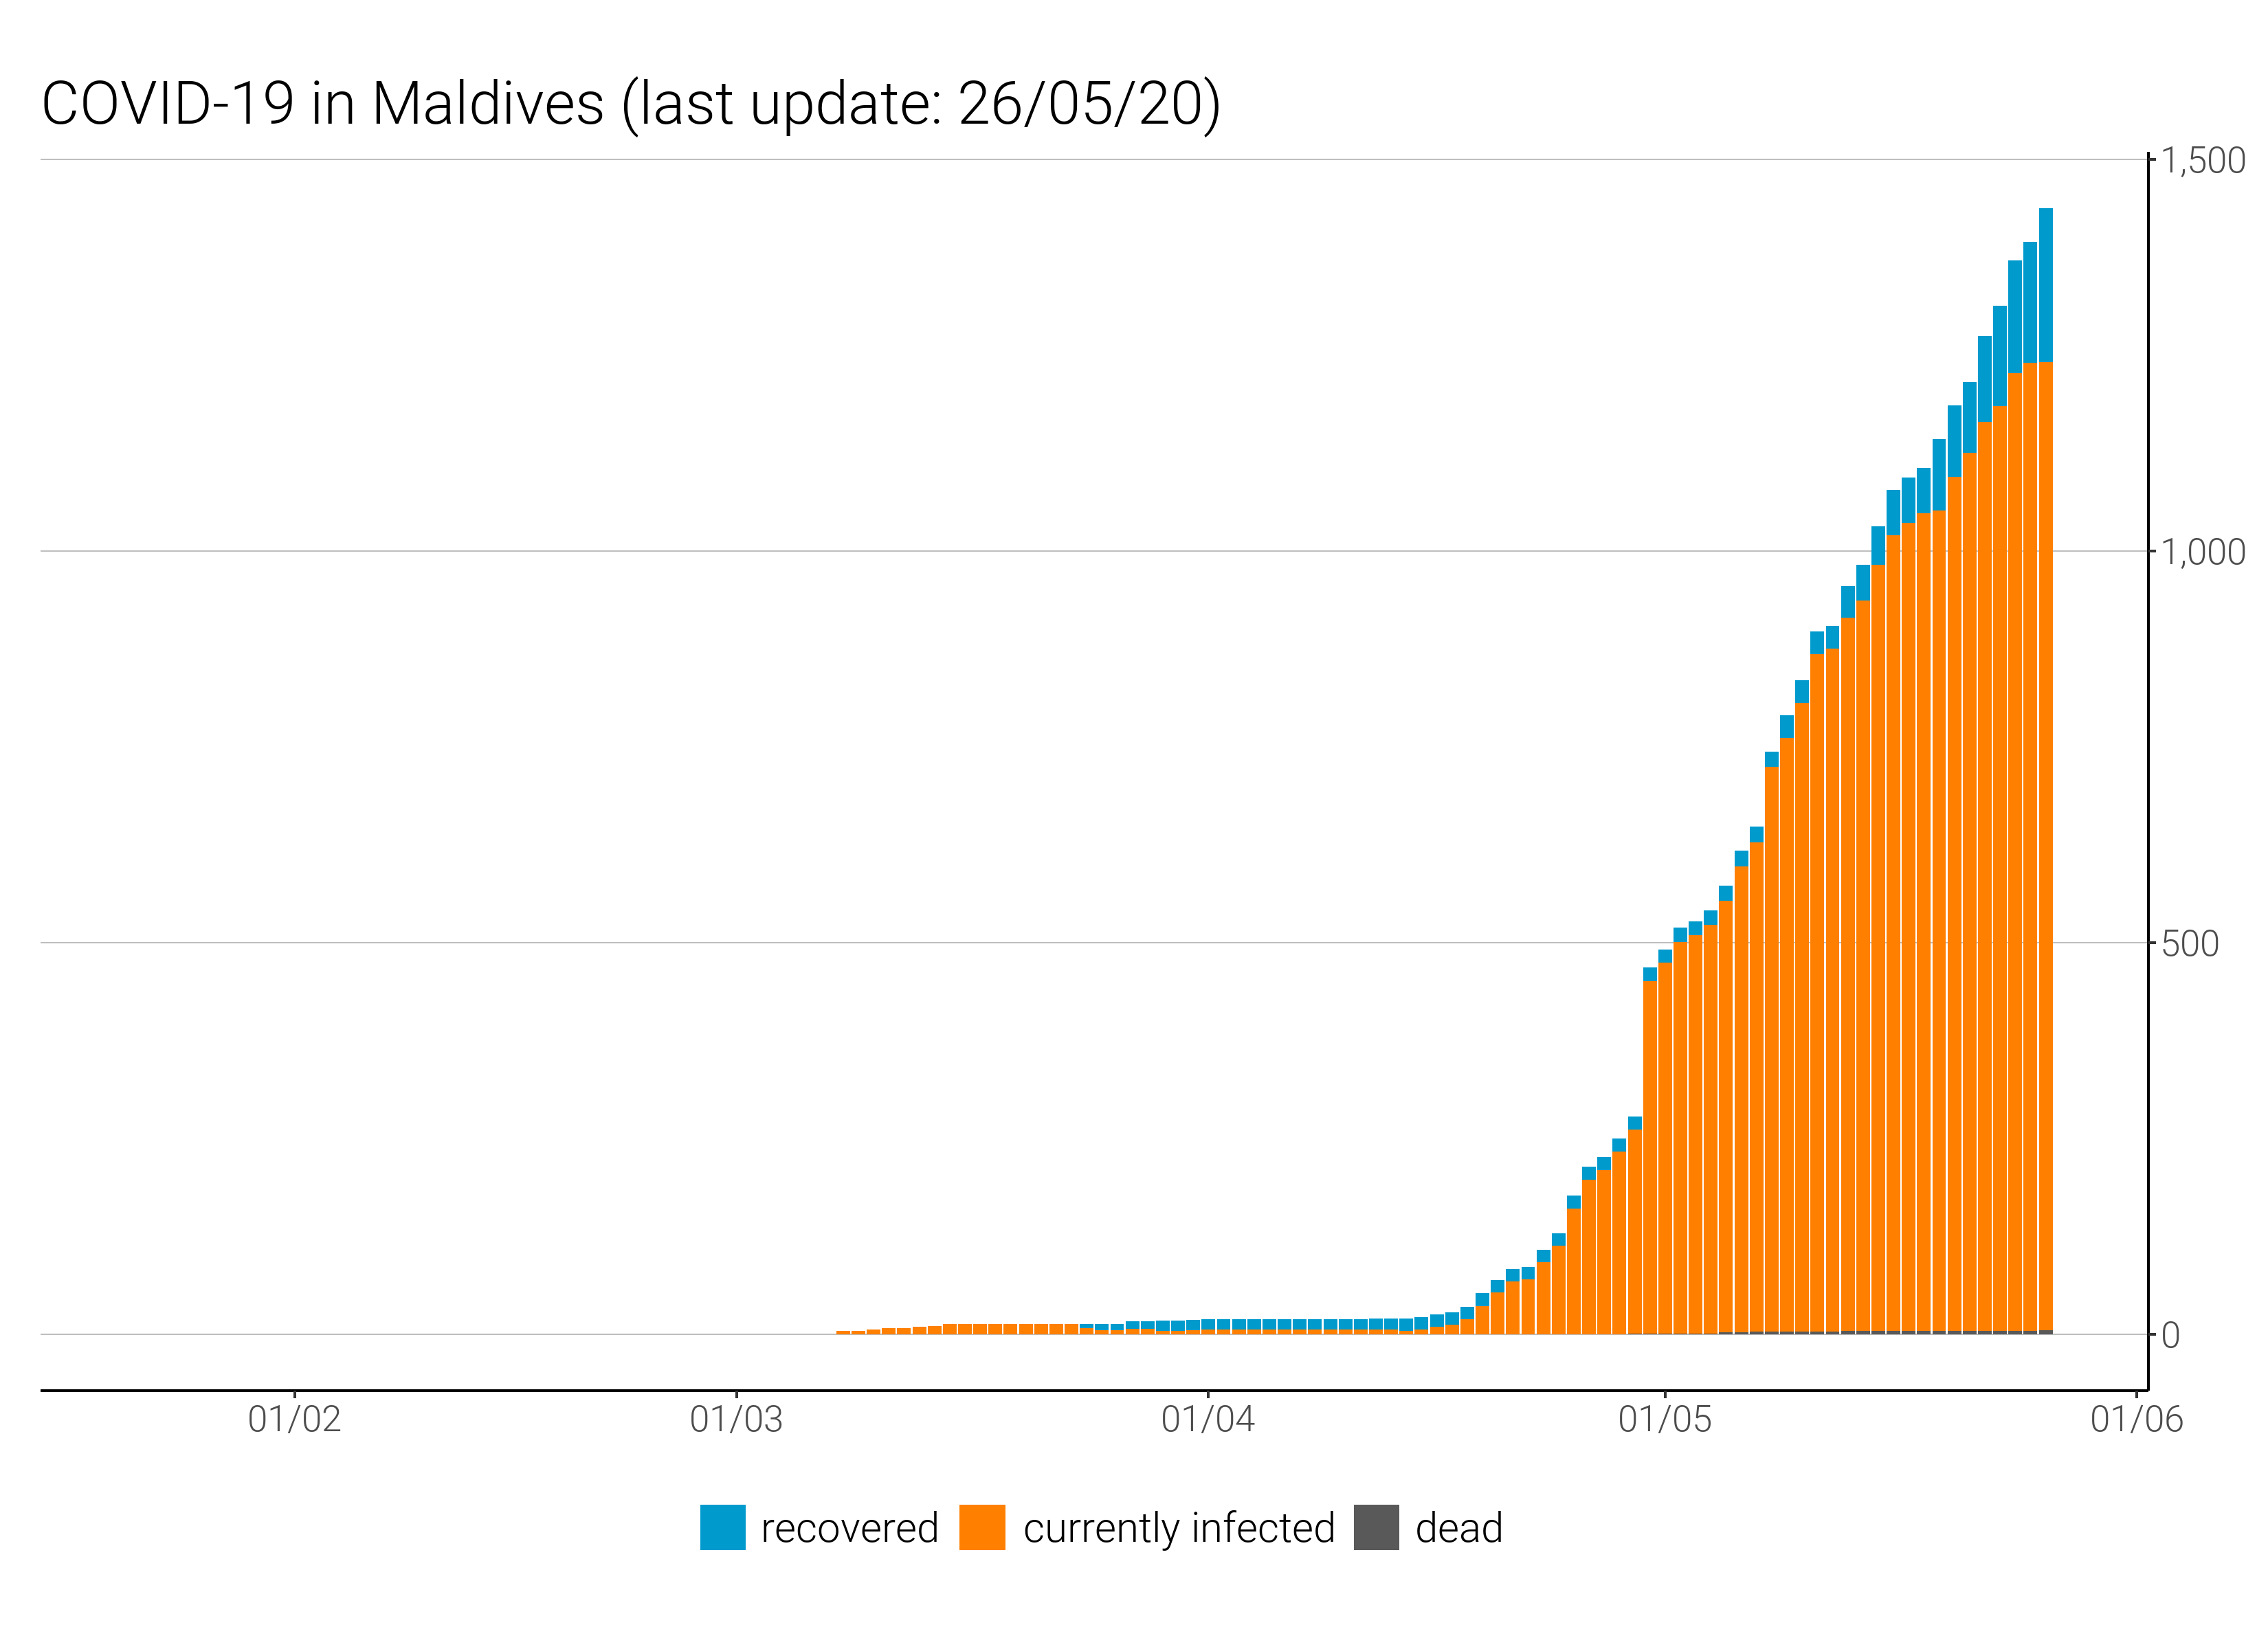 COVID-19 in Maldives (last update: 26/05/20)
1,500
1,000
500
0
01/02 01/03 01/04 01/05 01/06
recovered currently infected dead